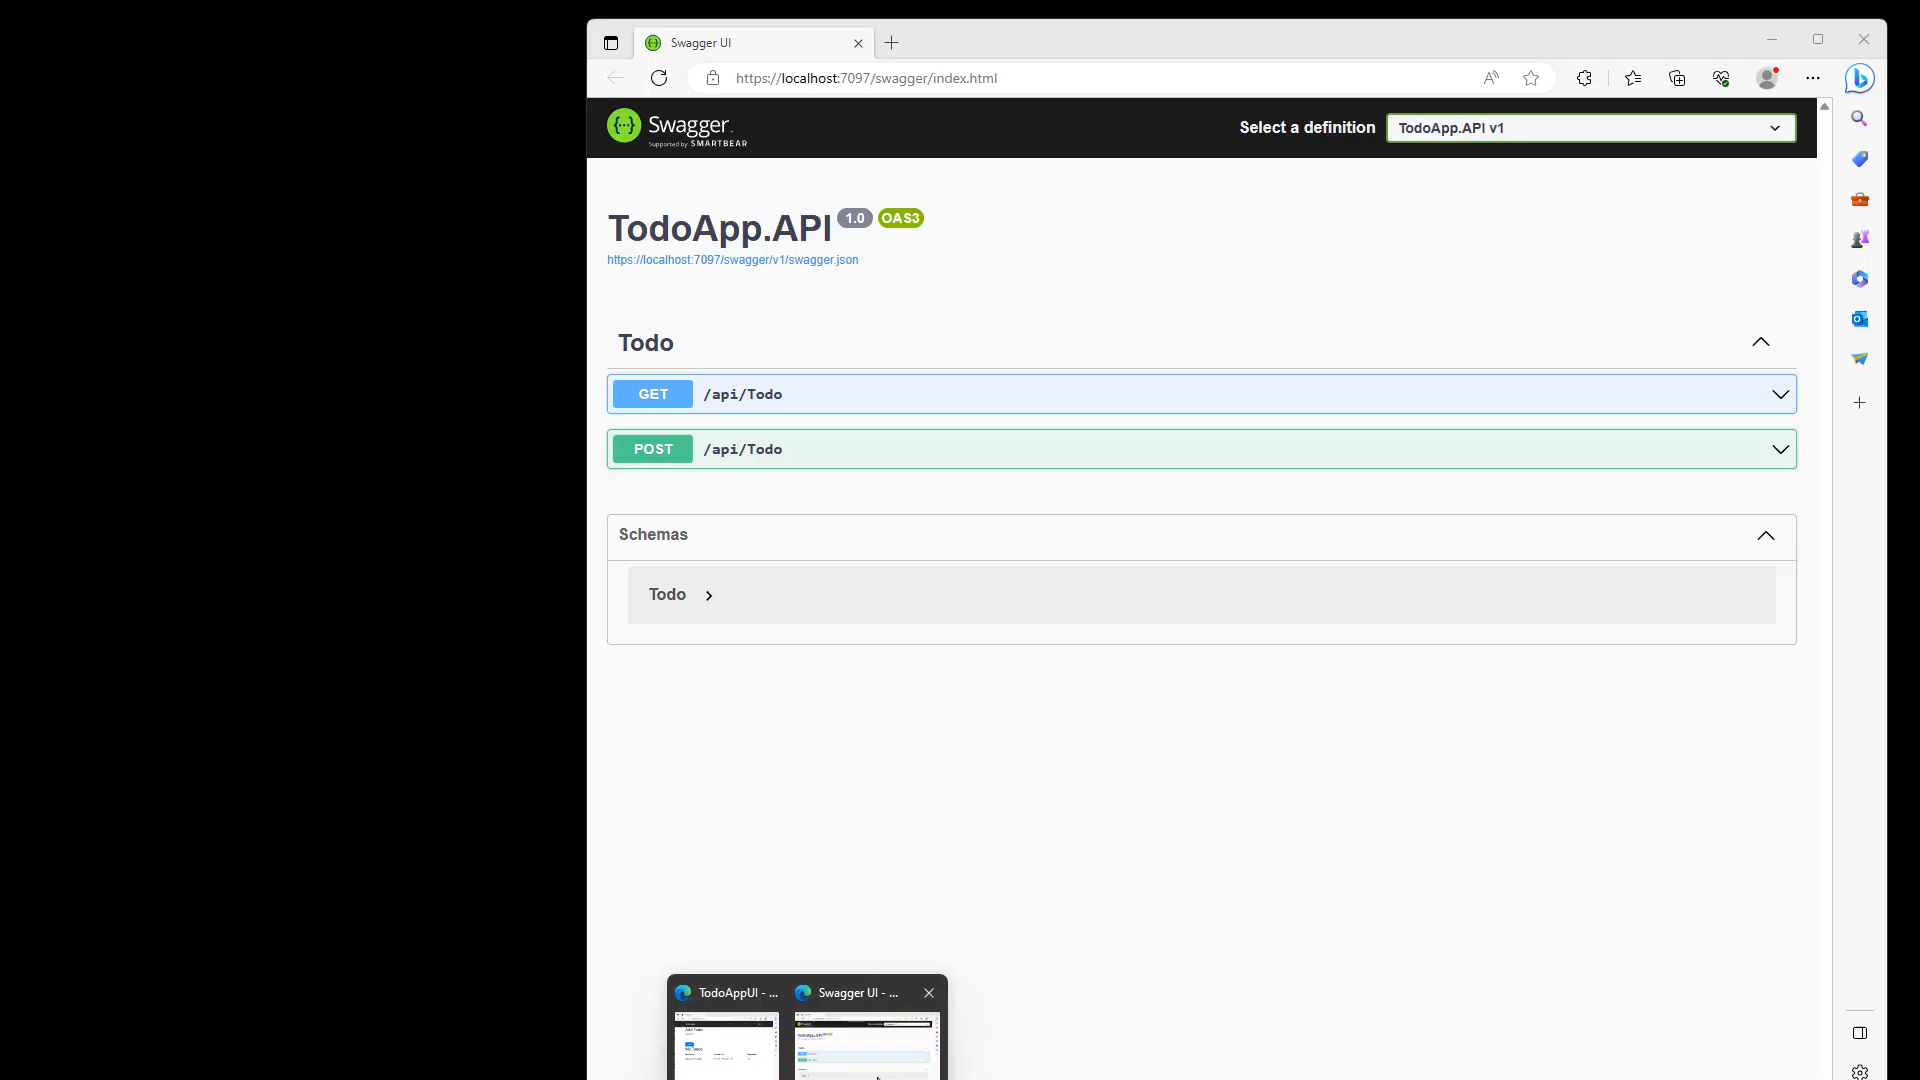 Swagger UI
https://localhost:7097/swagger/index.html
Swagger
Supported by SMARTBEAR
Select a definition
TodoApp.API v1
TodoApp.API 1.0 OAS3
https://localhost:7097/swagger/v1/swagger.json
Todo
GET /api/Todo
POST /api/Todo
Schemas
Todo
TodoAppUI - ...
Swagger UI - ...